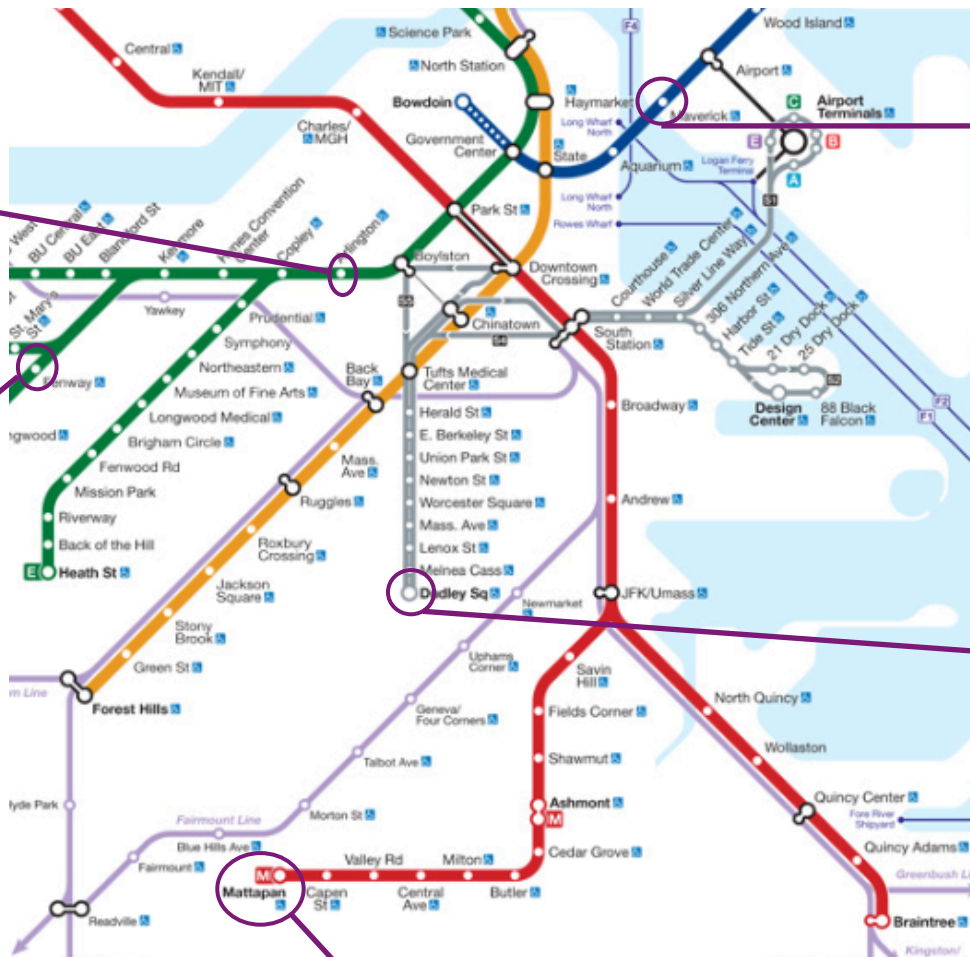 Science Park
North Station
Wood Island
Central
Kendall/
MIT
Airport
Bowdoin
Haymarket
Maverick
C
Airport
Terminals
E
B
A
F4
Long Wharf
North
Charles/
MGH
Government
Center
State
Aquarium
Logan Ferry
Terminal
Long Wharf
North
Rowes Wharf
S1
Park St
West
BU Central
BU East
Blandford St
Kenmore
Hynes Convention
Center
Copley
Arlington
Boylston
Downtown
Crossing
Courthouse
World Trade Center
Silver Line Way
306 Northern Ave
Harbor St
Tide St
21 Dry Dock
25 Dry Dock
S2
Design
Center
88 Black
Falcon
F2
F1
St. Mary's
St
Yawkey
Prudential
Symphony
Northeastern
Museum of Fine Arts
Longwood Medical
Brigham Circle
Fenwood Rd
Mission Park
Riverway
Back of the Hill
E
Heath St
Fenway
ngwood
S5
Chinatown
S4
South
Station
Back
Bay
Tufts Medical
Center
Herald St
E. Berkeley St
Union Park St
Newton St
Worcester Square
Mass. Ave
Lenox St
Melnea Cass
Dudley Sq
Broadway
Andrew
JFK/Umass
Mass.
Ave
Ruggles
Roxbury
Crossing
Jackson
Square
Stony
Brook
Green St
Forest Hills
m Line
Newmarket
Uphams
Corner
Geneva/
Four Corners
Talbot Ave
Morton St
Fairmount Line
Blue Hills Ave
Fairmount
Readville
Hyde Park
Savin
Hill
Fields Corner
Shawmut
Ashmont
M
Cedar Grove
Butler
Milton
Central
Ave
Valley Rd
Capen
St
M
Mattapan
North Quincy
Wollaston
Quincy Center
Fore River
Shipyard
Quincy Adams
Greenbush Li
Braintree
Kingston/